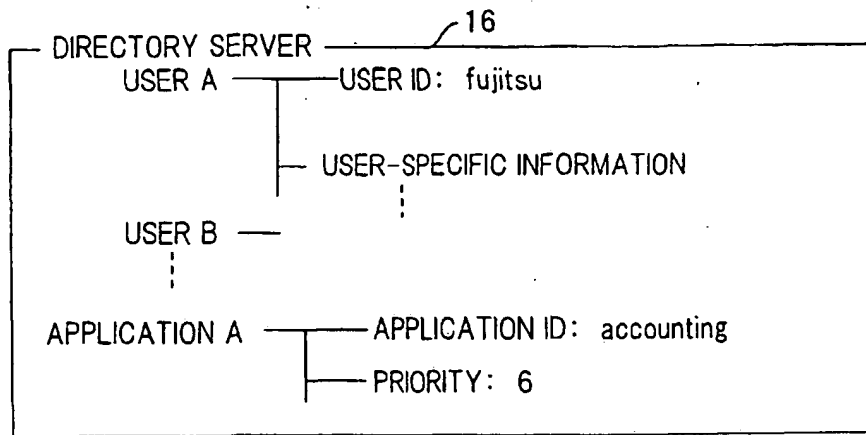 16
DIRECTORY SERVER
USER A
USER ID: fujitsu
USER-SPECIFIC INFORMATION
USER B
APPLICATION A
APPLICATION ID: accounting
PRIORITY: 6